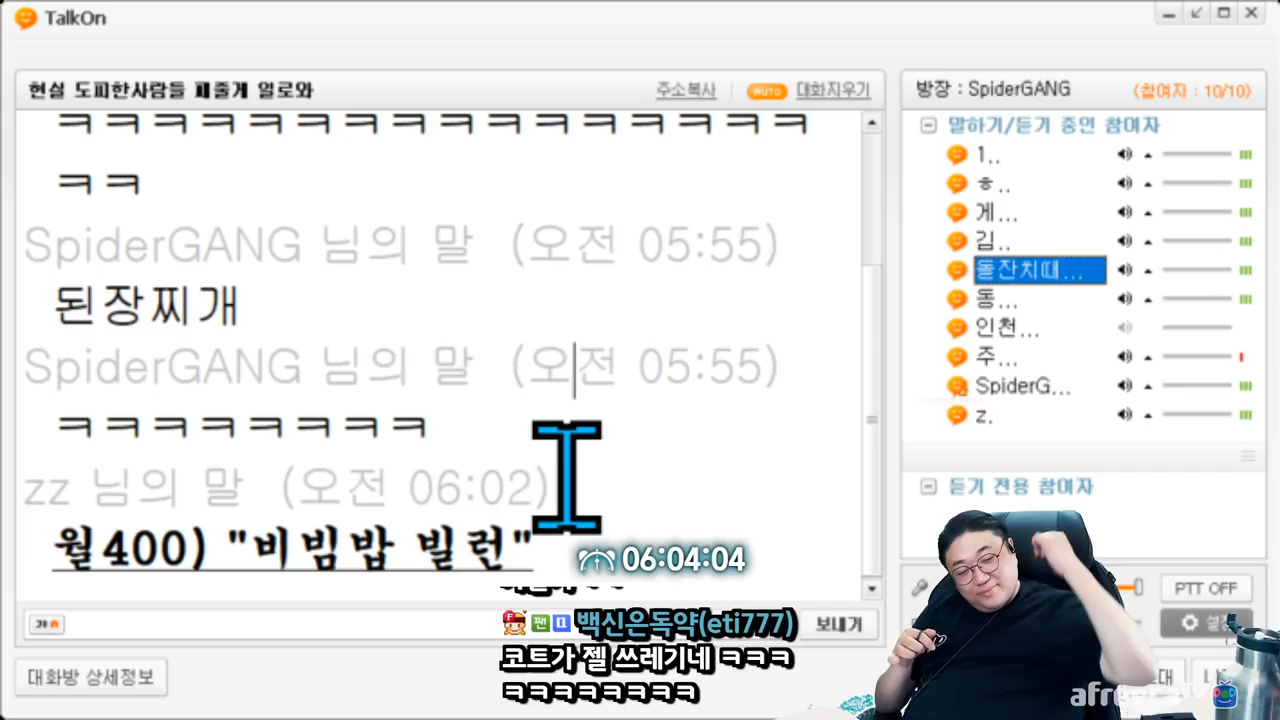 TalkOn
현실 도피한사람들 패줄게 일로와
주소복사
AUTO
대화지우기
ㅋㅋㅋㅋㅋㅋㅋㅋㅋㅋㅋㅋㅋㅋㅋㅋ
ㅋㅋ
SpiderGANG 님의 말 (오전 05:55)
된장찌개
SpiderGANG 님의 말 (오전 05:55)
ㅋㅋㅋㅋㅋㅋㅋㅋ
zz 님의 말 (오전 06:02)
월400) "비빔밥 빌런"
06:04:04
팬
백신은독약(eti777)
코트가 젤 쓰레기네 ㅋㅋㅋ
ㅋㅋㅋㅋㅋㅋㅋㅋ
가
보내기
대화방 상세정보
방장 : SpiderGANG
(참여자 : 10/10)
말하기/듣기 중인 참여자
1..
ㅎ..
게...
김..
돌잔치때...
동...
인천...
주...
SpiderG...
z.
듣기 전용 참여자
PTT OFF